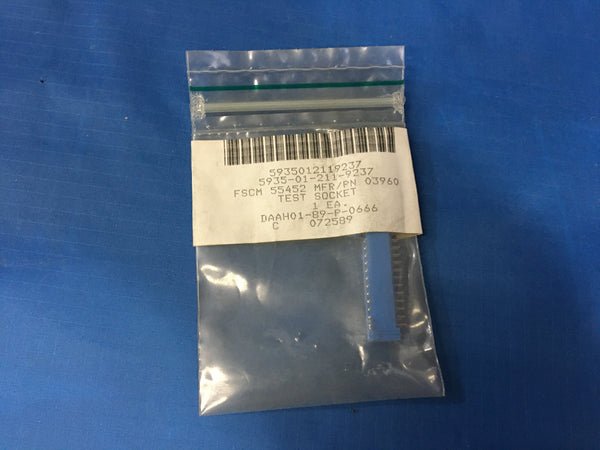 5935012119237
5935-01-211-9237
FSCM 55452 MFR/PN 03960
TEST SOCKET
1 EA.
DAAH01-89-P-0666
C 072589